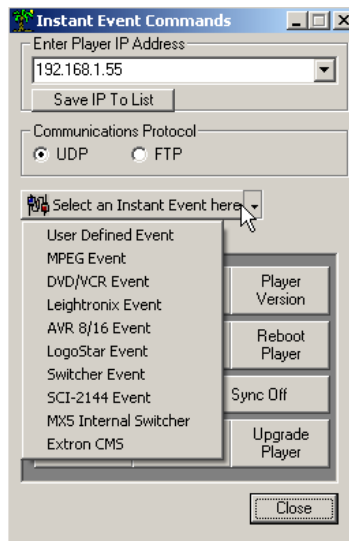 Instant Event Commands
Enter Player IP Address
192.168.1.55
Save IP To List
Communications Protocol
UDP
FTP
Select an Instant Event here
User Defined Event
MPEG Event
DVD/VCR Event
Leightronix Event
AVR 8/16 Event
LogoStar Event
Switcher Event
SCI-2144 Event
MX5 Internal Switcher
Extron CMS
Player
Version
Reboot
Player
Sync Off
Upgrade
Player
Close